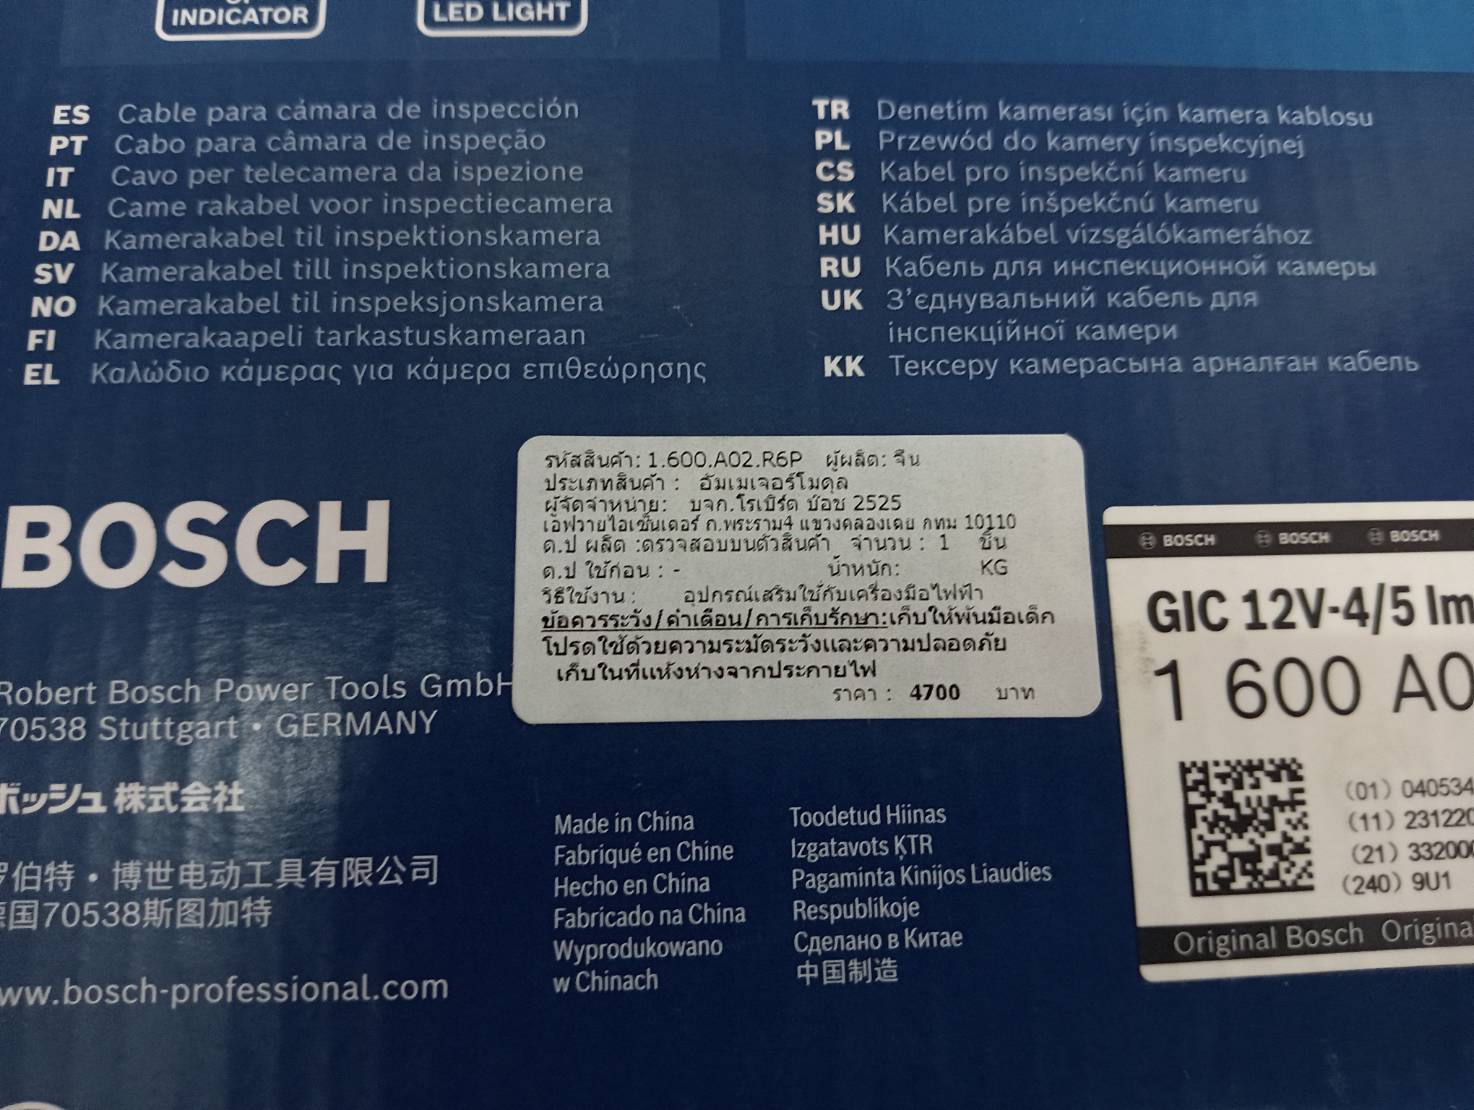 INDICATOR
LED LIGHT
ES Cable para cámara de inspección
PT Cabo para câmara de inspeção
IT Cavo per telecamera da ispezione
NL Came rakabel voor inspectiecamera
DA Kamerakabel til inspektionskamera
SV Kamerakabel till inspektionskamera
NO Kamerakabel til inspeksjonskamera
FI Kamerakaapeli tarkastuskameraan
EL Καλώδιο κάμερας για κάμερα επιθεώρησης
TR Denetim kamerası için kamera kablosu
PL Przewód do kamery inspekcyjnej
CS Kabel pro inspekční kameru
SK Kábel pre inšpekčnú kameru
HU Kamerakábel vizsgálókamerához
RU Кабель для инспекционной камеры
UK З’єднувальний кабель для
інспекційної камери
KK Тексеру камерасына арналған кабель
รหัสสินค้า: 1.600.A02.R6P ผู้ผลิต: จีน
ประเภทสินค้า : อัมเมเจอร์โมดุล
ผู้จัดจำหน่าย: บจก.โรเบิร์ต บ๊อช 2525
เอฟวายไอเซ็นเตอร์ ถ.พระราม4 แขวงคลองเตย กทม 10110
ด.ป ผลิต :ตรวจสอบบนตัวสินค้า จำนวน : 1 ชิ้น
ด.ป ใช้ก่อน : - น้ำหนัก: KG
วิธีใช้งาน : อุปกรณ์เสริมใช้กับเครื่องมือไฟฟ้า
ข้อควรระวัง/คำเตือน/การเก็บรักษา:เก็บให้พ้นมือเด็ก
โปรดใช้ด้วยความระมัดระวังและความปลอดภัย
เก็บในที่แห้งห่างจากประกายไฟ
ราคา : 4700 บาท
BOSCH
Robert Bosch Power Tools GmbH
70538 Stuttgart • GERMANY
ボッシュ 株式会社
罗伯特・博世电动工具有限公司
德国70538斯图加特
www.bosch-professional.com
Made in China
Fabriqué en Chine
Hecho en China
Fabricado na China
Wyprodukowano
w Chinach
Toodetud Hiinas
Izgatavots ĶTR
Pagaminta Kinijos Liaudies
Respublikoje
Сделано в Китае
中国制造
BOSCH BOSCH BOSCH
GIC 12V-4/5 Im
1 600 A0
(01) 040534
(11) 231220
(21) 332000
(240) 9U1
Original Bosch Origina